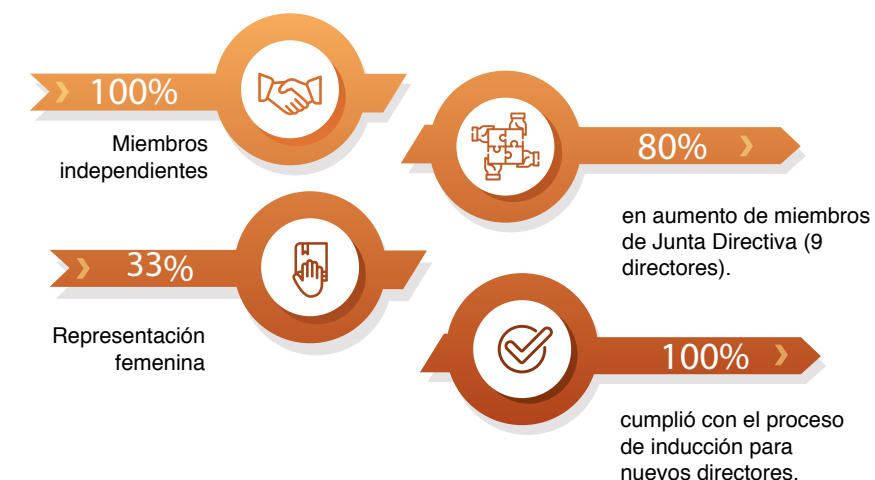 100%
Miembros
independientes
80%
en aumento de miembros
de Junta Directiva (9
directores).
33%
Representación
femenina
100%
cumplió con el proceso
de inducción para
nuevos directores.